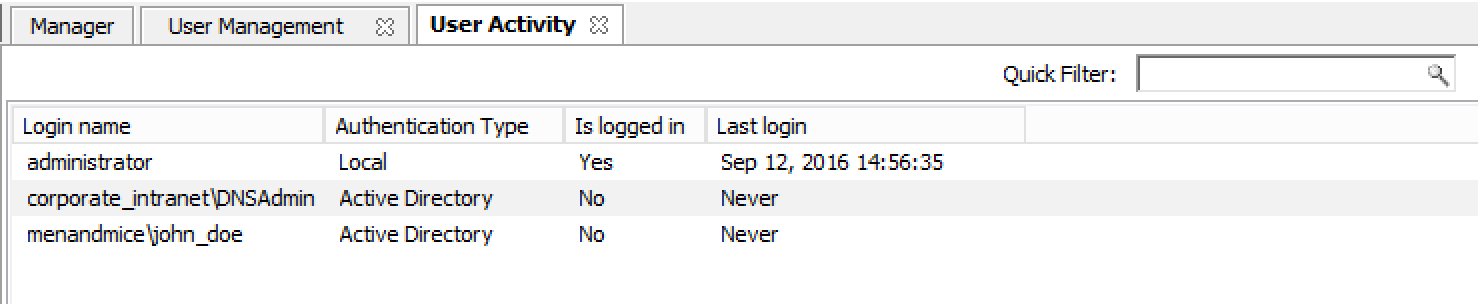 Manager User Management User Activity
Quick Filter:
Login name Authentication Type Is logged in Last login
administrator Local Yes Sep 12, 2016 14:56:35
corporate_intranet\DNSAdmin Active Directory No Never
menandmice\john_doe Active Directory No Never